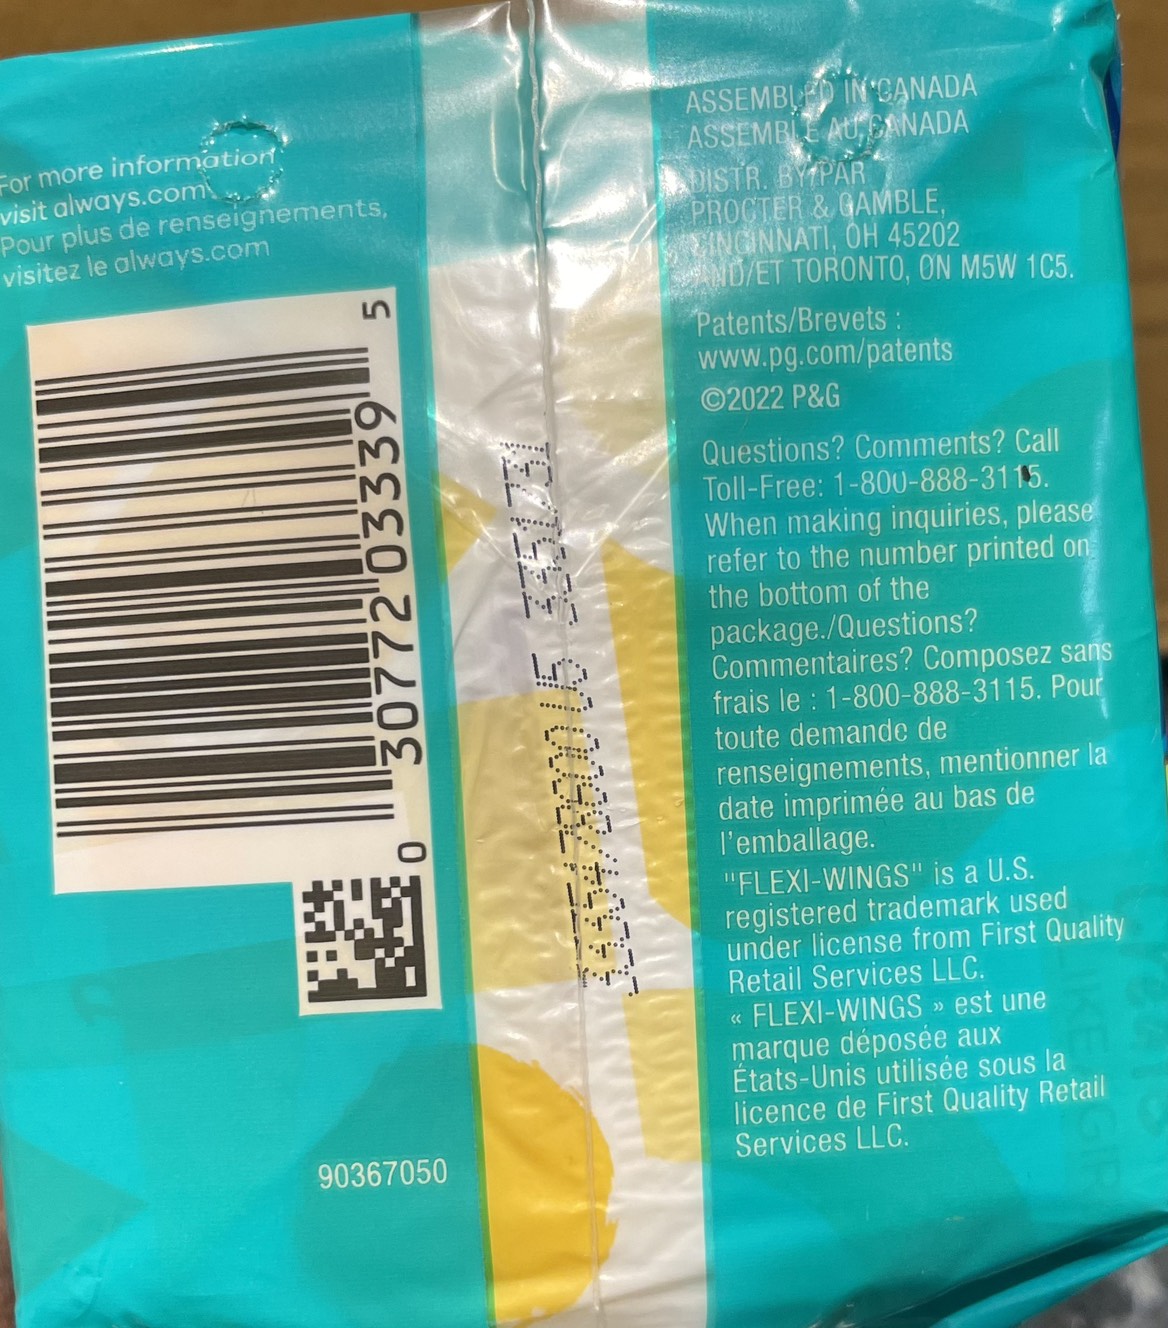 For more information
visit always.com
Pour plus de renseignements,
visitez le always.com
0 30772 03339 5
90367050
ASSEMBLED IN CANADA
ASSEMBLÉ AU CANADA
DISTR. BY/PAR
PROCTER & GAMBLE,
CINCINNATI, OH 45202
AND/ET TORONTO, ON M5W 1C5.
Patents/Brevets :
www.pg.com/patents
©2022 P&G
Questions? Comments? Call
Toll-Free: 1-800-888-3115.
When making inquiries, please
refer to the number printed on
the bottom of the
package./Questions?
Commentaires? Composez sans
frais le : 1-800-888-3115. Pour
toute demande de
renseignements, mentionner la
date imprimée au bas de
l'emballage.
"FLEXI-WINGS" is a U.S.
registered trademark used
under license from First Quality
Retail Services LLC.
« FLEXI-WINGS » est une
marque déposée aux
États-Unis utilisée sous la
licence de First Quality Retail
Services LLC.